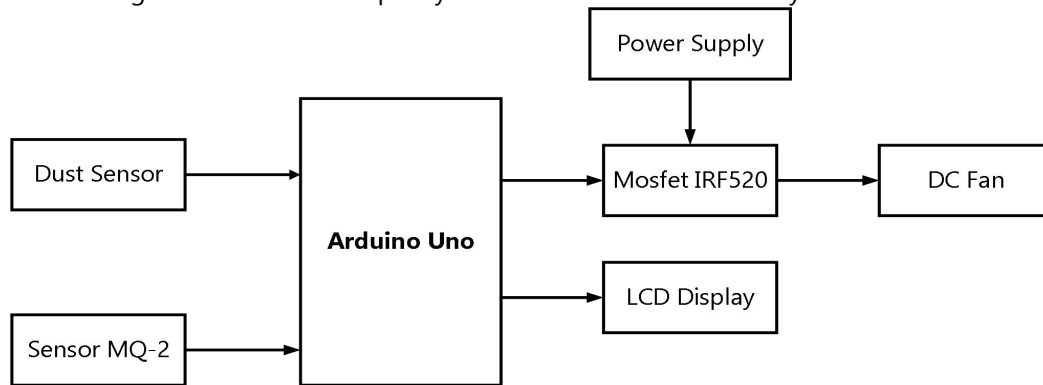 Power Supply
Dust Sensor
Mosfet IRF520
DC Fan
Arduino Uno
LCD Display
Sensor MQ-2